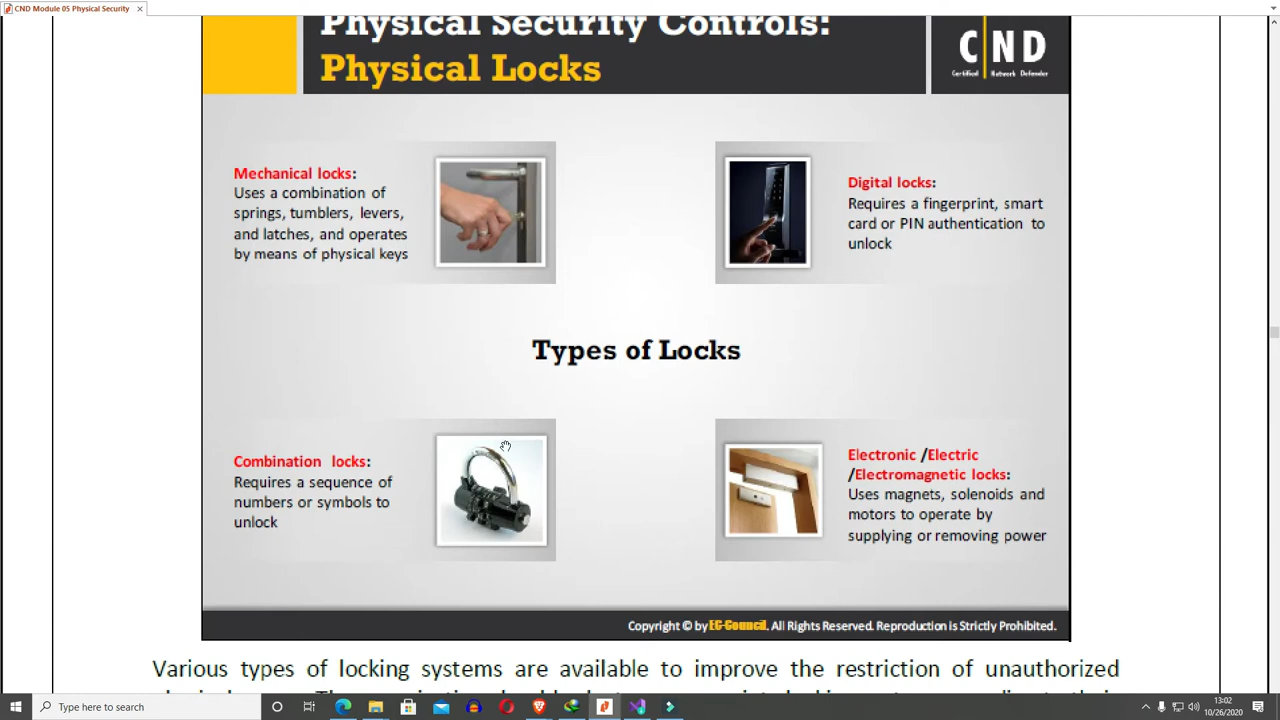 CND Module 05 Physical Security
Physical Security Controls:
Physical Locks
CND
Certified Network Defender
Mechanical locks:
Uses a combination of
springs, tumblers, levers,
and latches, and operates
by means of physical keys
Digital locks:
Requires a fingerprint, smart
card or PIN authentication to
unlock
Types of Locks
Combination locks:
Requires a sequence of
numbers or symbols to
unlock
Electronic /Electric
/Electromagnetic locks:
Uses magnets, solenoids and
motors to operate by
supplying or removing power
Copyright © by EC-Council. All Rights Reserved. Reproduction is Strictly Prohibited.
Various types of locking systems are available to improve the restriction of unauthorized
Type here to search
13:02
10/26/2020